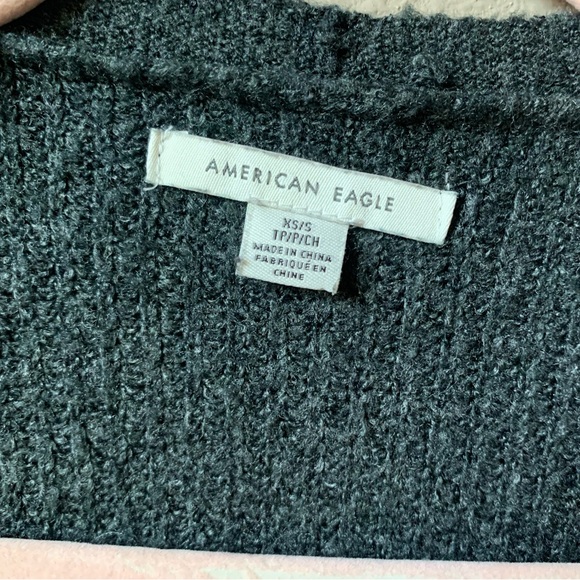 AMERICAN EAGLE
XS/S
TP/P/CH
MADE IN CHINA
FABRIQUÉ EN
CHINE